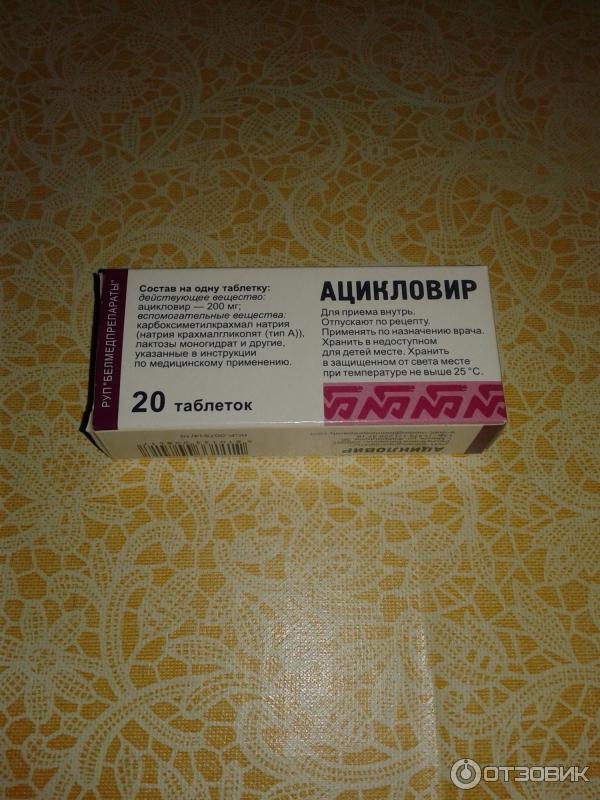 РУП "БЕЛМЕДПРЕПАРАТЫ"
Состав на одну таблетку:
действующее вещество:
ацикловир — 200 мг;
вспомогательные вещества:
карбоксиметилкрахмал натрия
(натрия крахмалгликолят (тип А)),
лактозы моногидрат и другие,
указанные в инструкции
по медицинскому применению.
20 таблеток
АЦИКЛОВИР
Для приема внутрь.
Отпускают по рецепту.
Применять по назначению врача.
Хранить в недоступном
для детей месте. Хранить
в защищенном от света месте
при температуре не выше 25 °С.
АЦИКЛОВИР
ОТЗОВИК